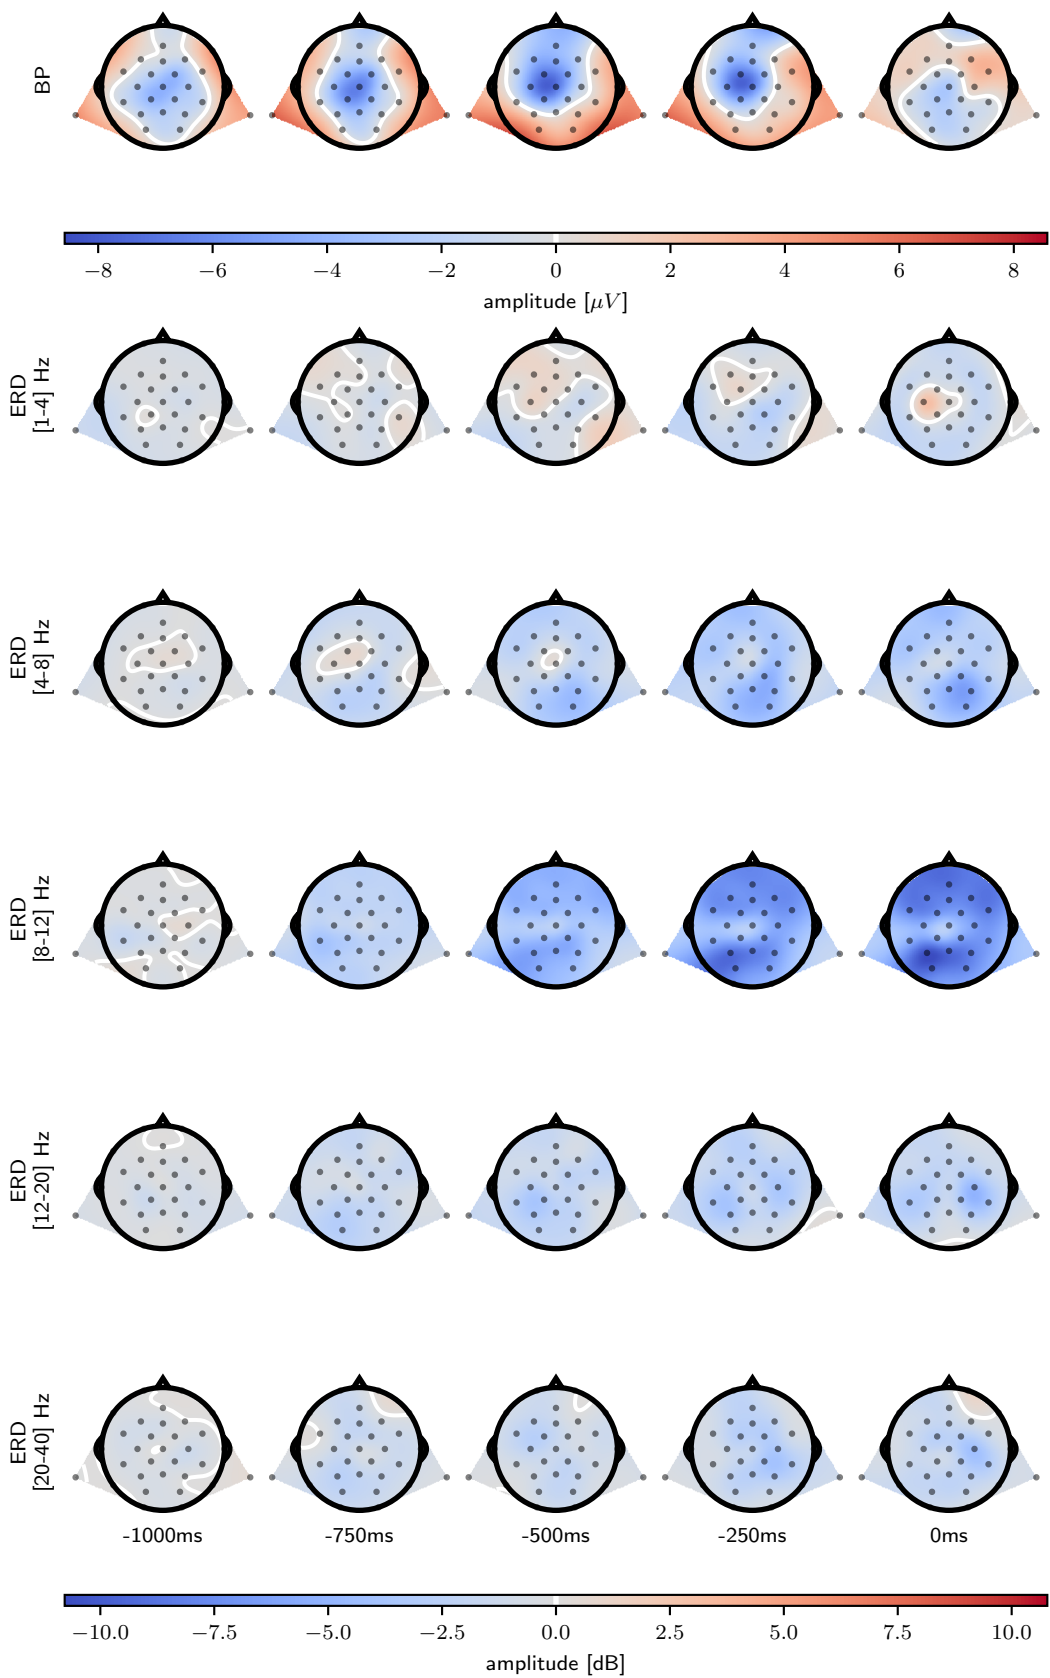 BP
−8 −6 −4 −2 0 2 4 6 8
amplitude [μV]
ERD
[1–4] Hz
ERD
[4–8] Hz
ERD
[8-12] Hz
ERD
[12-20] Hz
ERD
[20–40] Hz
-1000ms -750ms -500ms -250ms 0ms
−10.0 −7.5 −5.0 −2.5 0.0 2.5 5.0 7.5 10.0
amplitude [dB]